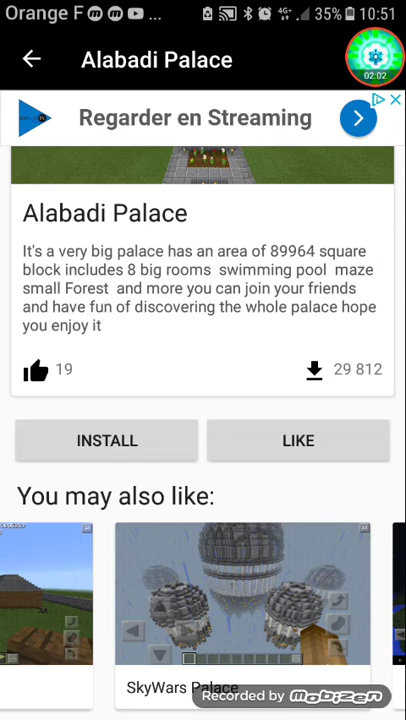 Orange F ... 4G+ 35% 10:51
Alabadi Palace
02:02
Regarder en Streaming
Alabadi Palace
It's a very big palace has an area of 89964 square
block includes 8 big rooms swimming pool maze
small Forest and more you can join your friends
and have fun of discovering the whole palace hope
you enjoy it
19
29 812
INSTALL
LIKE
You may also like:
SkyWars Palace
Recorded by Mobizen